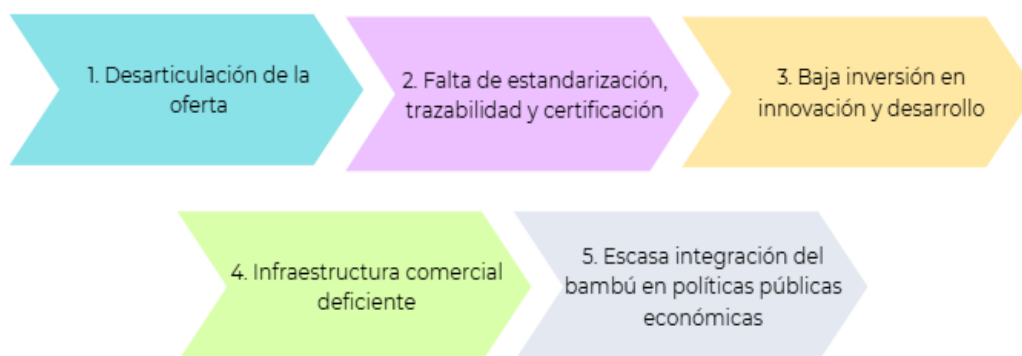 1. Desarticulación de la
oferta
2. Falta de estandarización,
trazabilidad y certificación
3. Baja inversión en
innovación y desarrollo
4. Infraestructura comercial
deficiente
5. Escasa integración del
bambú en políticas públicas
económicas